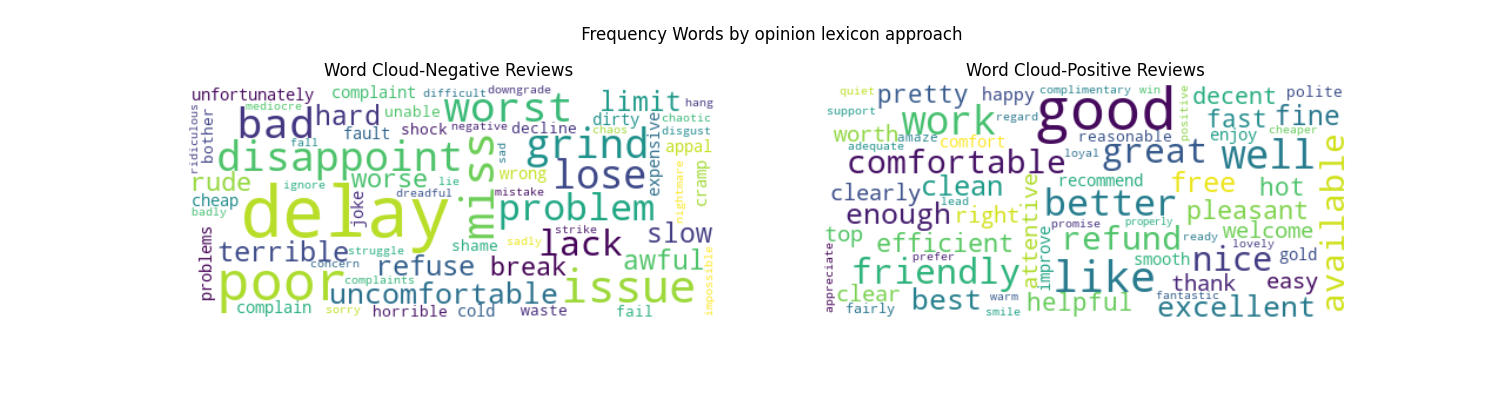 Frequency Words by opinion lexicon approach
Word Cloud-Negative Reviews
unfortunately complaint difficult downgrade
mediocre unable worst limit hang
ridiculous bother bad hard dirty chaotic
fault shock negative decline chaos disgust
fall disappoint miss sad grind expensive appal
rude worse lie wrong lose nightmare cramp
ignore dreadful mistake
cheap joke problem
badly delay strike slow
problems terrible struggle shame sadly lack awful
concern refuse break impossible
poor complaints uncomfortable issue
complain sorry horrible cold waste fail
Word Cloud-Positive Reviews
quiet pretty happy complimentary win decent polite
support work regard good positive fast fine
worth amaze comfort reasonable enjoy cheaper
adequate comfortable loyal great well
clearly clean recommend free hot available
lead attentive better pleasant
enough right promise properly welcome
top efficient improve refund ready lovely
prefer smooth nice gold
appreciate friendly like thank easy
clear best warm helpful fantastic excellent
fairly smile